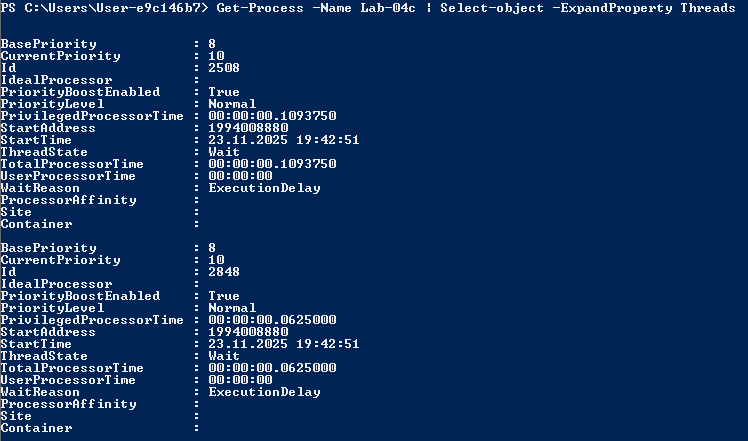 PS C:\Users\User-e9c146b7> Get-Process -Name Lab-04c | Select-object -ExpandProperty Threads
BasePriority : 8
CurrentPriority : 10
Id : 2508
IdealProcessor :
PriorityBoostEnabled : True
PriorityLevel : Normal
PrivilegedProcessorTime : 00:00:00.1093750
StartAddress : 1994008880
StartTime : 23.11.2025 19:42:51
ThreadState : Wait
TotalProcessorTime : 00:00:00.1093750
UserProcessorTime : 00:00:00
WaitReason : ExecutionDelay
ProcessorAffinity :
Site :
Container :
BasePriority : 8
CurrentPriority : 10
Id : 2848
IdealProcessor :
PriorityBoostEnabled : True
PriorityLevel : Normal
PrivilegedProcessorTime : 00:00:00.0625000
StartAddress : 1994008880
StartTime : 23.11.2025 19:42:51
ThreadState : Wait
TotalProcessorTime : 00:00:00.0625000
UserProcessorTime : 00:00:00
WaitReason : ExecutionDelay
ProcessorAffinity :
Site :
Container :